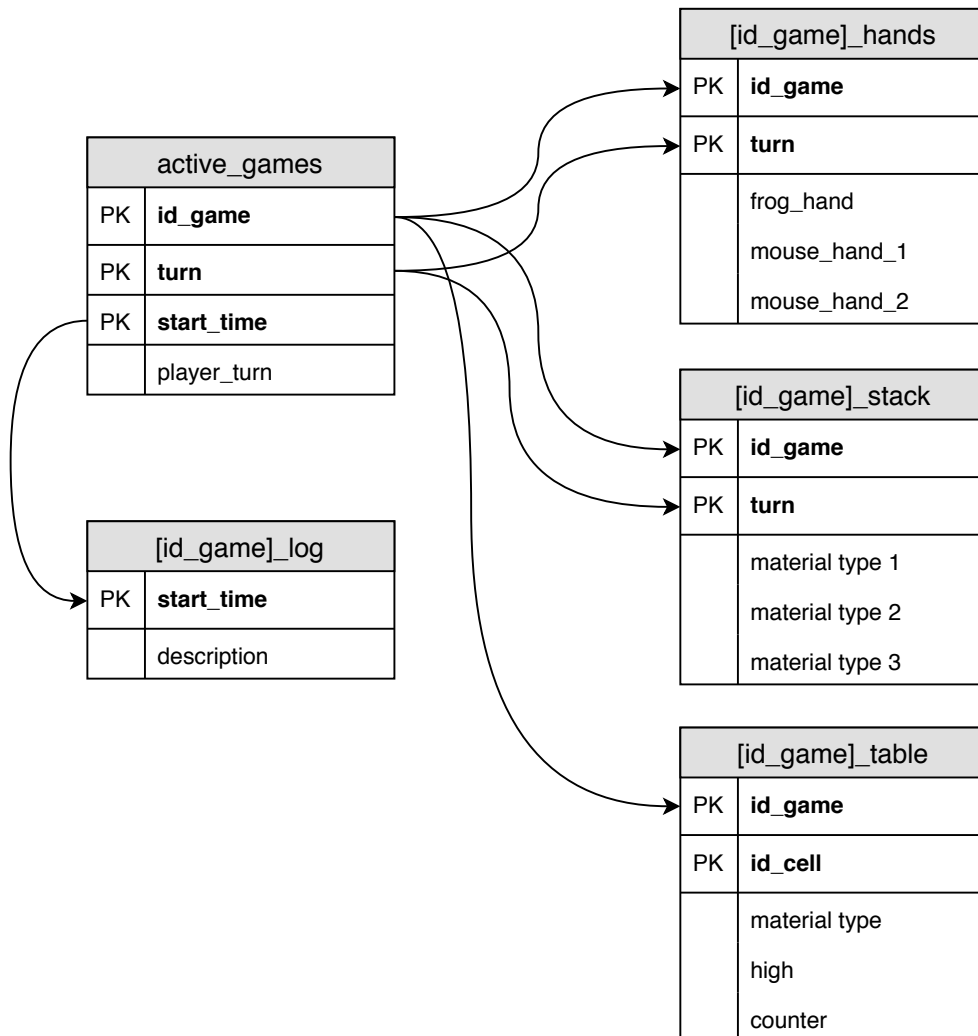 active_games
PK id_game
PK turn
PK start_time
player_turn
[id_game]_log
PK start_time
description
[id_game]_hands
PK id_game
PK turn
frog_hand
mouse_hand_1
mouse_hand_2
[id_game]_stack
PK id_game
PK turn
material type 1
material type 2
material type 3
[id_game]_table
PK id_game
PK id_cell
material type
high
counter